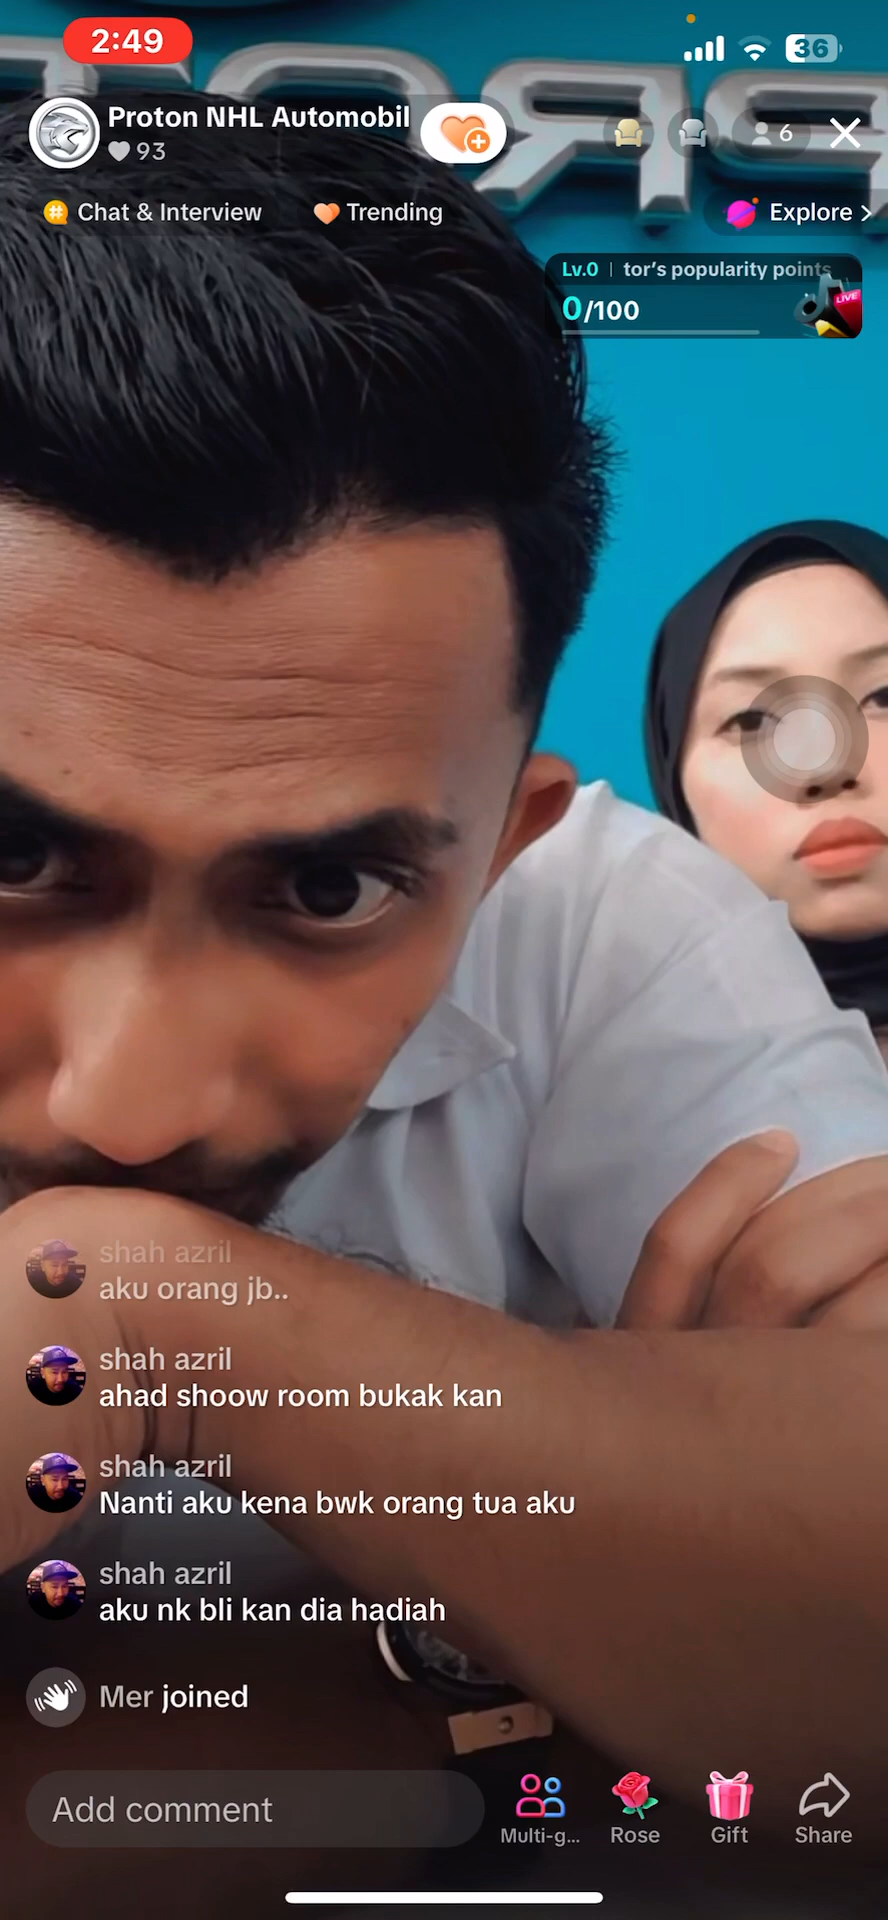 2:49
36
Proton NHL Automobil
93
6
Chat & Interview
Trending
Explore >
Lv.0 | tor's popularity points
0/100
LIVE
shah azril
aku orang jb..
shah azril
ahad shoow room bukak kan
shah azril
Nanti aku kena bwk orang tua aku
shah azril
aku nk bli kan dia hadiah
Mer joined
Add comment
Multi-g...
Rose
Gift
Share